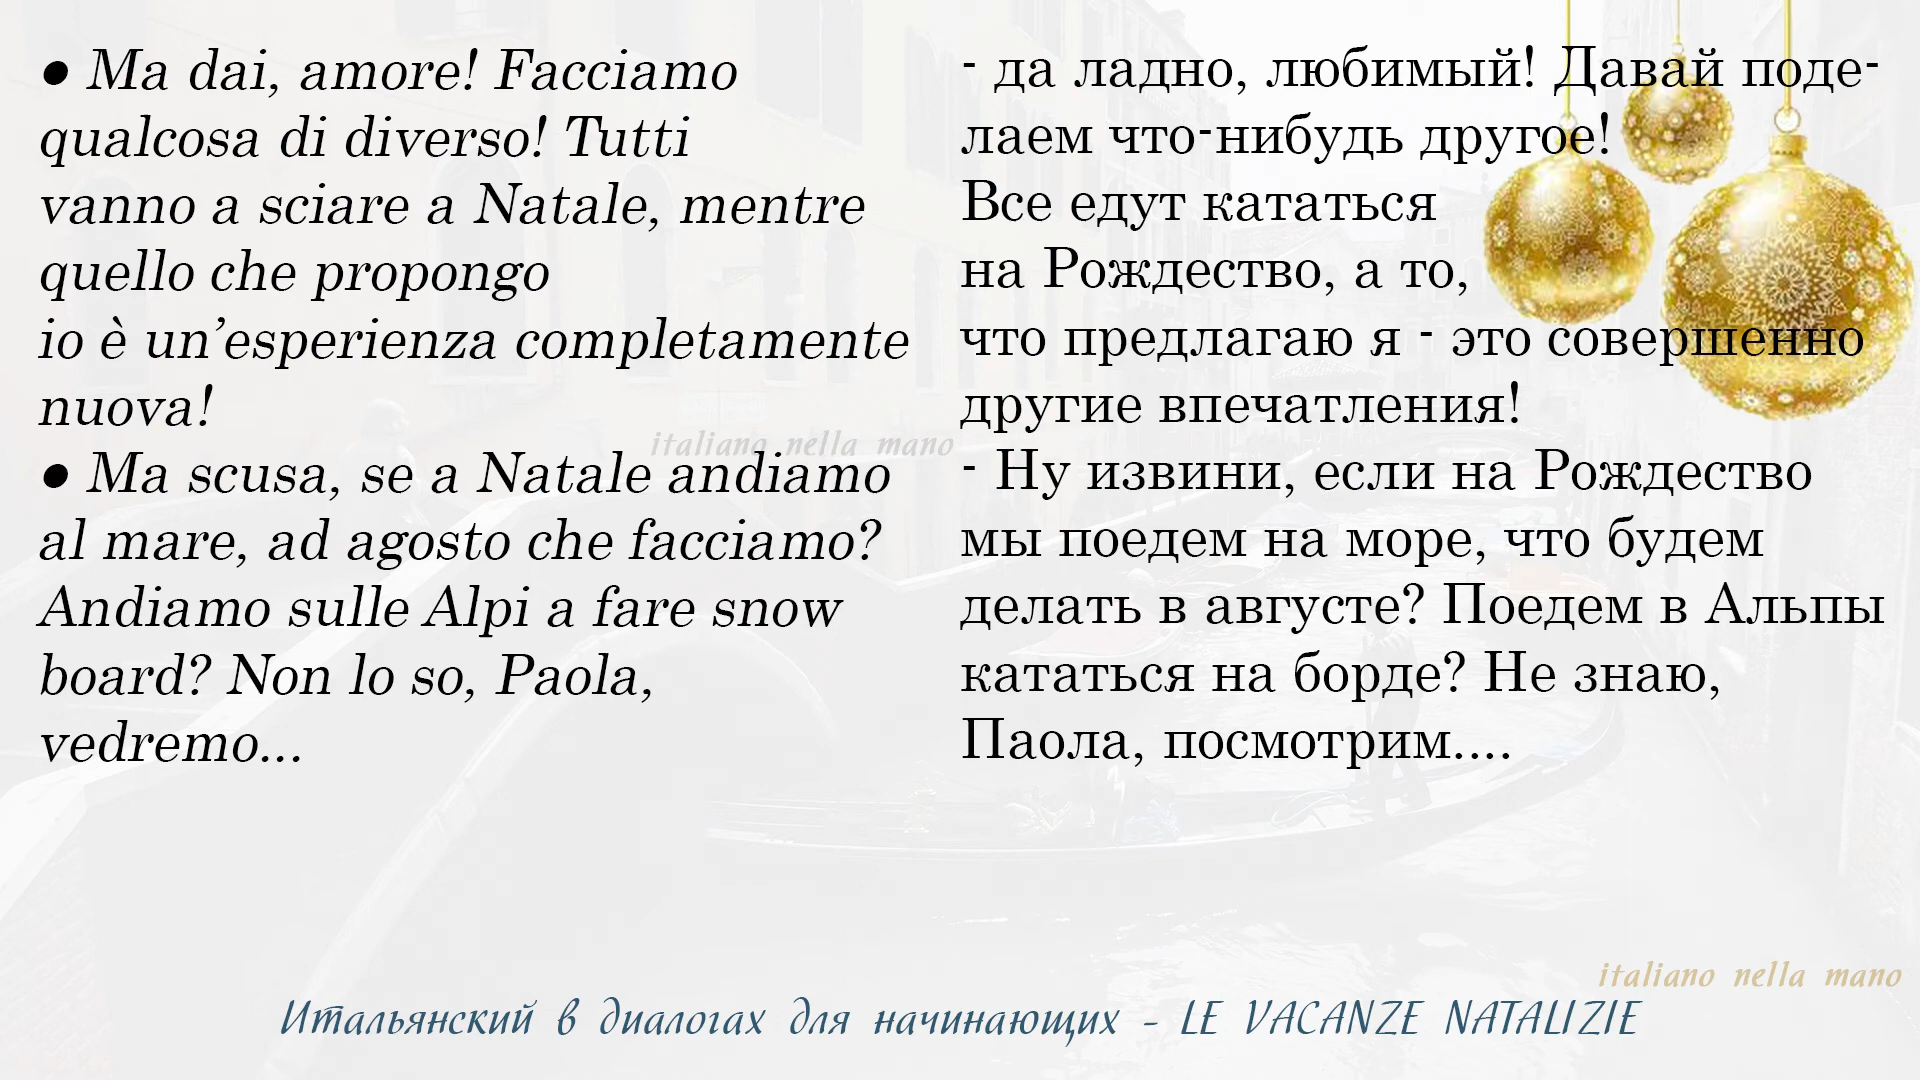 ● Ma dai, amore! Facciamo
qualcosa di diverso! Tutti
vanno a sciare a Natale, mentre
quello che propongo
io è un’esperienza completamente
nuova!
● Ma scusa, se a Natale andiamo
al mare, ad agosto che facciamo?
Andiamo sulle Alpi a fare snow
board? Non lo so, Paola,
vedremo...
- да ладно, любимый! Давай поде-
лаем что-нибудь другое!
Все едут кататься
на Рождество, а то,
что предлагаю я - это совершенно
другие впечатления!
- Ну извини, если на Рождество
мы поедем на море, что будем
делать в августе? Поедем в Альпы
кататься на борде? Не знаю,
Паола, посмотрим....
italiano nella mano
italiano nella mano
Итальянский в диалогах для начинающих - LE VACANZE NATALIZIE